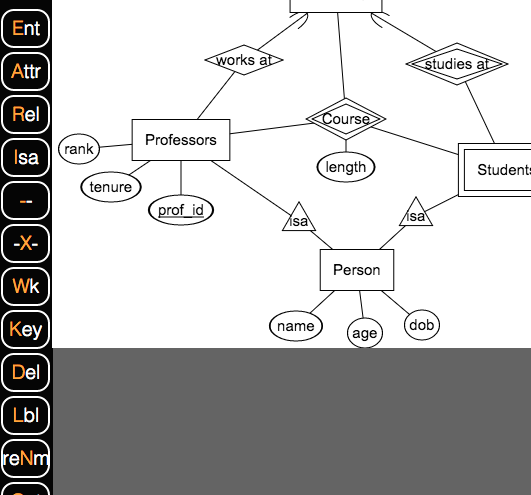 Ent
Attr
Rel
Isa
--
-X-
Wk
Key
Del
Lbl
reNm
works at
studies at
Course
Professors
rank
length
tenure
prof_id
isa
isa
Person
name
age
dob